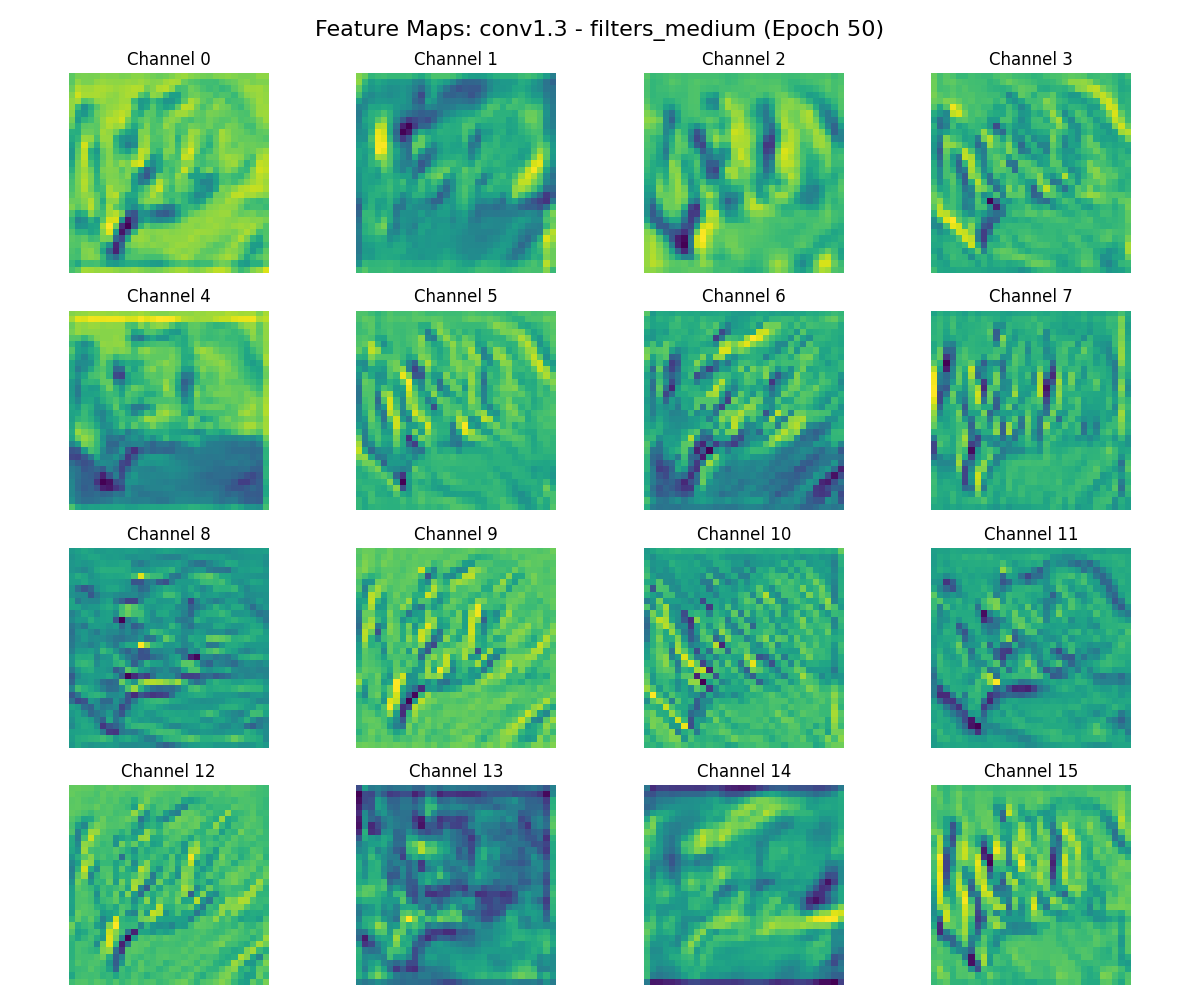 Feature Maps: conv1.3 - filters_medium (Epoch 50)
Channel 0
Channel 1
Channel 2
Channel 3
Channel 4
Channel 5
Channel 6
Channel 7
Channel 8
Channel 9
Channel 10
Channel 11
Channel 12
Channel 13
Channel 14
Channel 15